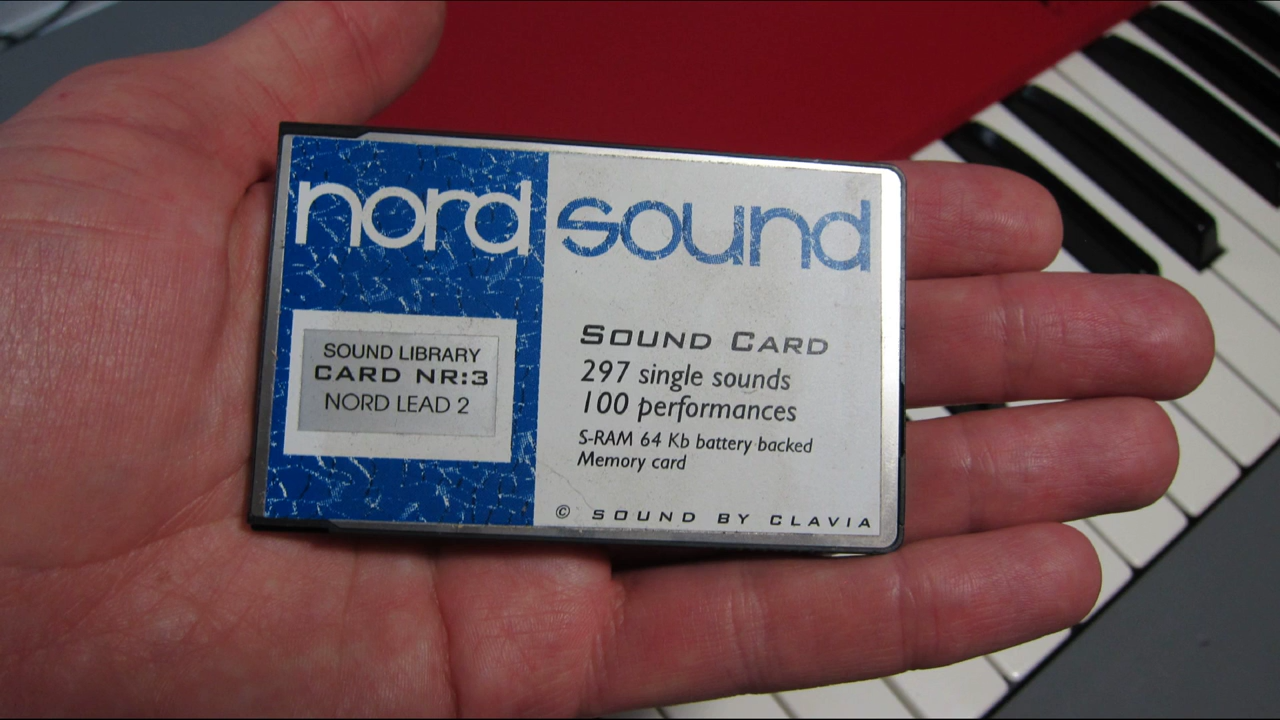 nord sound
SOUND LIBRARY
CARD NR:3
NORD LEAD 2
SOUND CARD
297 single sounds
100 performances
S-RAM 64 Kb battery backed
Memory card
© SOUND BY CLAVIA